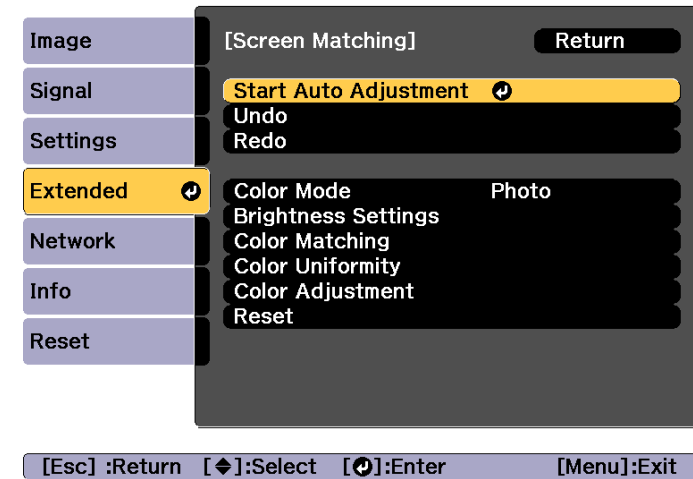 Image
Signal
Settings
Extended
Network
Info
Reset
[Screen Matching] Return
Start Auto Adjustment
Undo
Redo
Color Mode Photo
Brightness Settings
Color Matching
Color Uniformity
Color Adjustment
Reset
[Esc] :Return [◆]:Select [↵]:Enter [Menu]:Exit